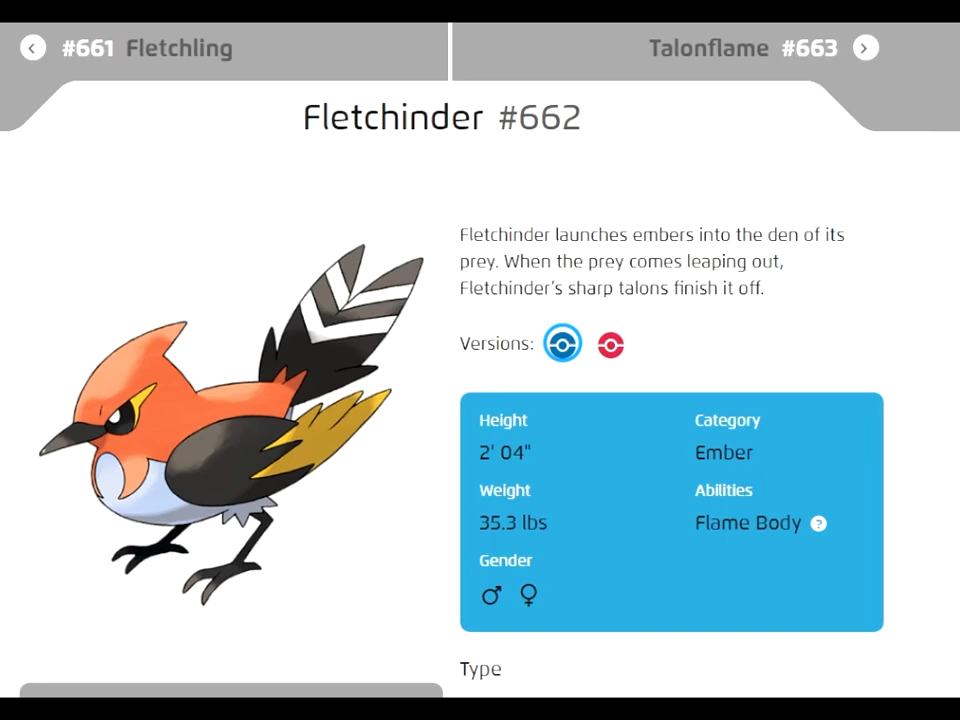 #661 Fletchling
Talonflame #663
Fletchinder #662
Fletchinder launches embers into the den of its
prey. When the prey comes leaping out,
Fletchinder's sharp talons finish it off.
Versions:
Height
2' 04"
Category
Ember
Weight
35.3 lbs
Abilities
Flame Body ?
Gender
♂ ♀
Type